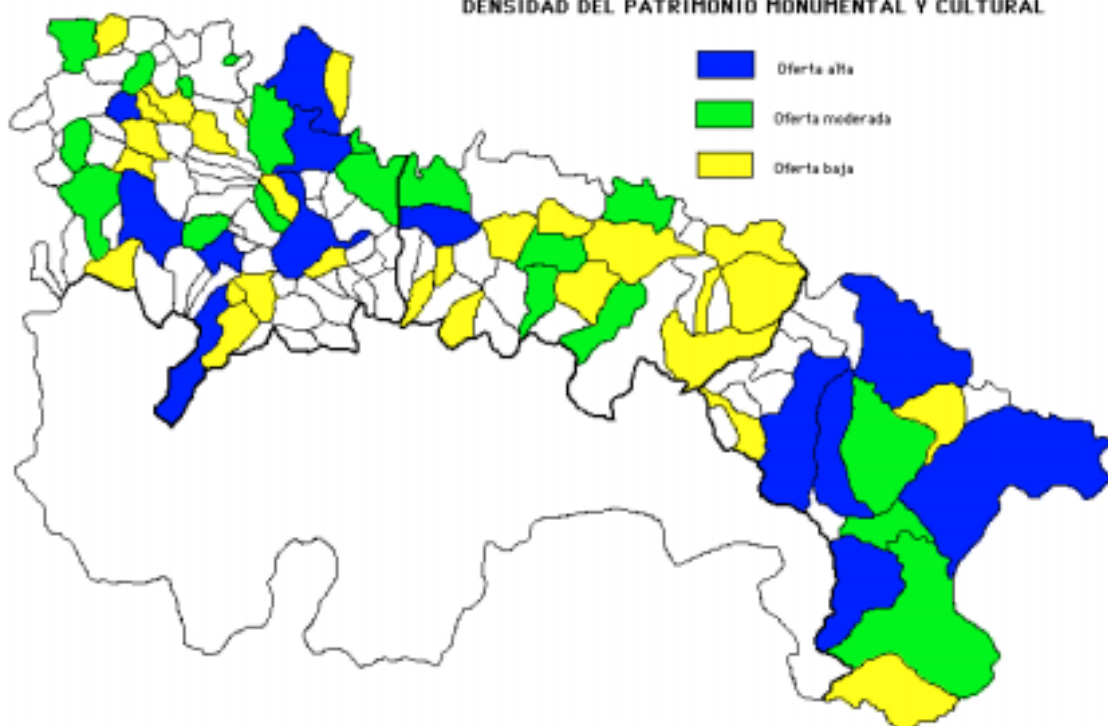 DENSIDAD DEL PATRIMONIO MONUMENTAL Y CULTURAL
Oferta alta
Oferta moderada
Oferta baja